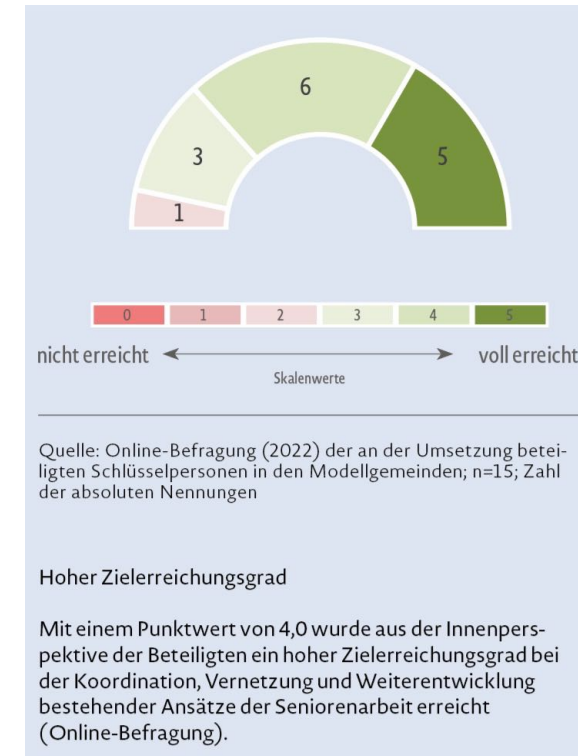 6
3
5
1
0 1 2 3 4 5
nicht erreicht voll erreicht
Skalenwerte
Quelle: Online-Befragung (2022) der an der Umsetzung betei-
ligten Schlüsselpersonen in den Modellgemeinden; n=15; Zahl
der absoluten Nennungen
Hoher Zielerreichungsgrad
Mit einem Punktwert von 4,0 wurde aus der Innenpers-
pektive der Beteiligten ein hoher Zielerreichungsgrad bei
der Koordination, Vernetzung und Weiterentwicklung
bestehender Ansätze der Seniorenarbeit erreicht
(Online-Befragung).